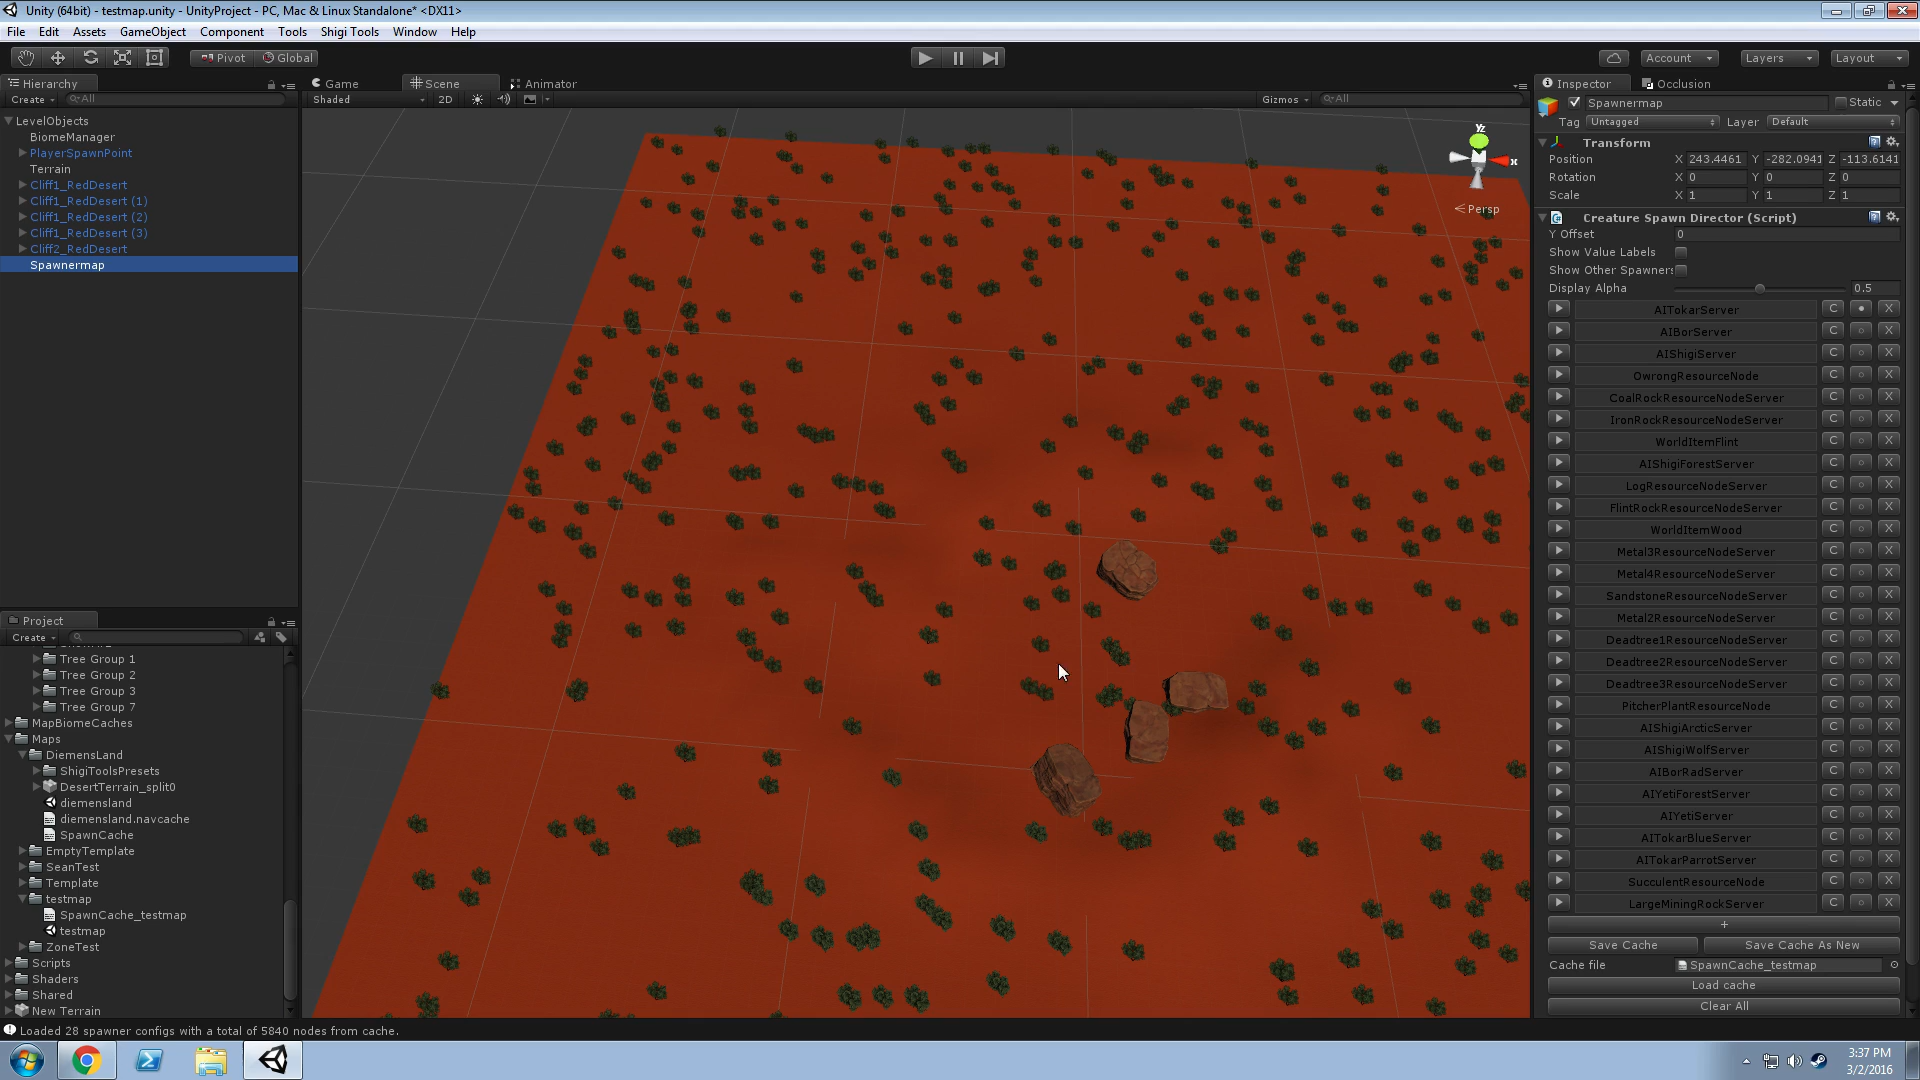 Unity (64bit) - testmap.unity - UnityProject - PC, Mac & Linux Standalone* <DX11>
File Edit Assets GameObject Component Tools Shigi Tools Window Help
Pivot Global Account Layers Layout
Hierarchy
Create All
LevelObjects
BiomeManager
PlayerSpawnPoint
Terrain
Cliff1_RedDesert
Cliff1_RedDesert (1)
Cliff1_RedDesert (2)
Cliff1_RedDesert (3)
Cliff2_RedDesert
Spawnermap
Project
Create
Tree Group 1
Tree Group 2
Tree Group 3
Tree Group 7
MapBiomeCaches
Maps
DiemensLand
ShigiToolsPresets
DesertTerrain_split0
diemensland
diemensland.navcache
SpawnCache
EmptyTemplate
SeanTest
Template
testmap
SpawnCache_testmap
testmap
ZoneTest
Scripts
Shaders
Shared
New Terrain
Game Scene Animator
Shaded 2D Gizmos All
Y Z
x
Persp
Inspector Occlusion
Spawnermap Static
Tag Untagged Layer Default
Transform
Position X 243.4461 Y -282.0941 Z -113.6141
Rotation X 0 Y 0 Z 0
Scale X 1 Y 1 Z 1
Creature Spawn Director (Script)
Y Offset 0
Show Value Labels
Show Other Spawners
Display Alpha 0.5
AITokarServer C X
AIBorServer C X
AIShigiServer C X
OwrongResourceNode C X
CoalRockResourceNodeServer C X
IronRockResourceNodeServer C X
WorldItemFlint C X
AIShigiForestServer C X
LogResourceNodeServer C X
FlintRockResourceNodeServer C X
WorldItemWood C X
Metal3ResourceNodeServer C X
Metal4ResourceNodeServer C X
SandstoneResourceNodeServer C X
Metal2ResourceNodeServer C X
Deadtree1ResourceNodeServer C X
Deadtree2ResourceNodeServer C X
Deadtree3ResourceNodeServer C X
PitcherPlantResourceNode C X
AIShigiArcticServer C X
AIShigiWolfServer C X
AIBorRadServer C X
AIYetiForestServer C X
AIYetiServer C X
AITokarBlueServer C X
AITokarParrotServer C X
SucculentResourceNode C X
LargeMiningRockServer C X
+
Save Cache Save Cache As New
Cache file SpawnCache_testmap
Load cache
Clear All
Loaded 28 spawner configs with a total of 5840 nodes from cache.
3:37 PM
3/2/2016